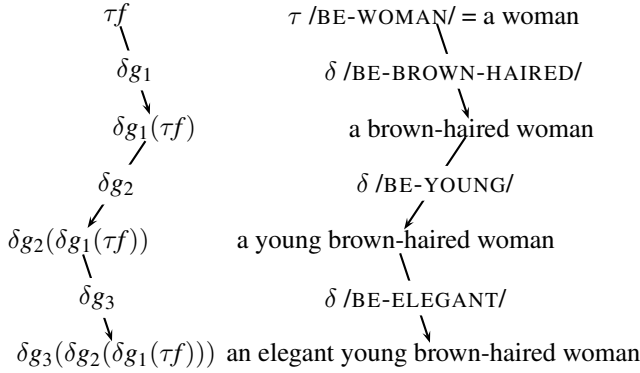 τf τ /BE-WOMAN/ = a woman
δg₁ δ /BE-BROWN-HAIRED/
δg₁(τf) a brown-haired woman
δg₂ δ /BE-YOUNG/
δg₂(δg₁(τf)) a young brown-haired woman
δg₃ δ /BE-ELEGANT/
δg₃(δg₂(δg₁(τf))) an elegant young brown-haired woman